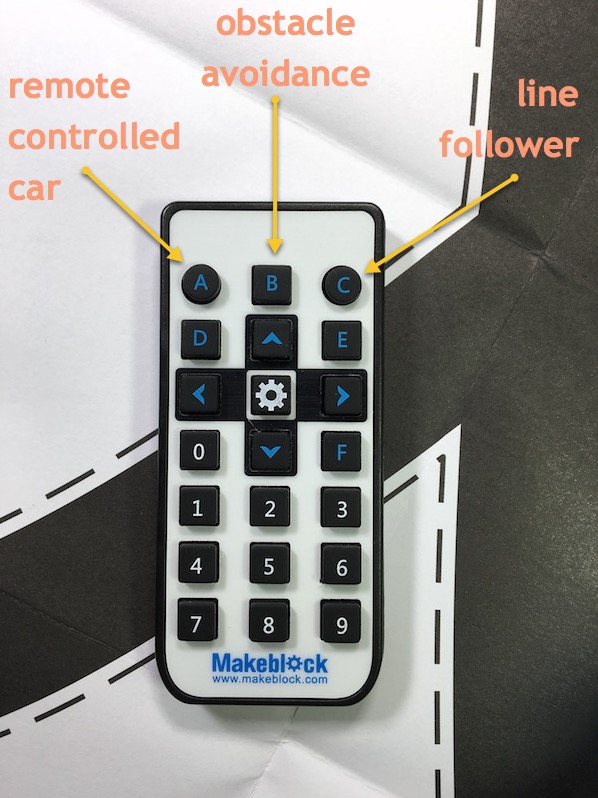 obstacle
avoidance
remote
controlled
car
line
follower
A B C
D E
0 F
1 2 3
4 5 6
7 8 9
Makeblock
www.makeblock.com